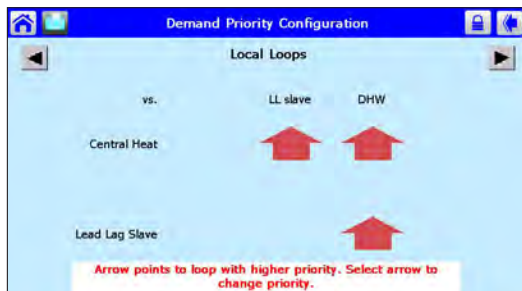 Demand Priority Configuration
Local Loops
vs. LL slave DHW
Central Heat
Lead Lag Slave
Arrow points to loop with higher priority. Select arrow to
change priority.